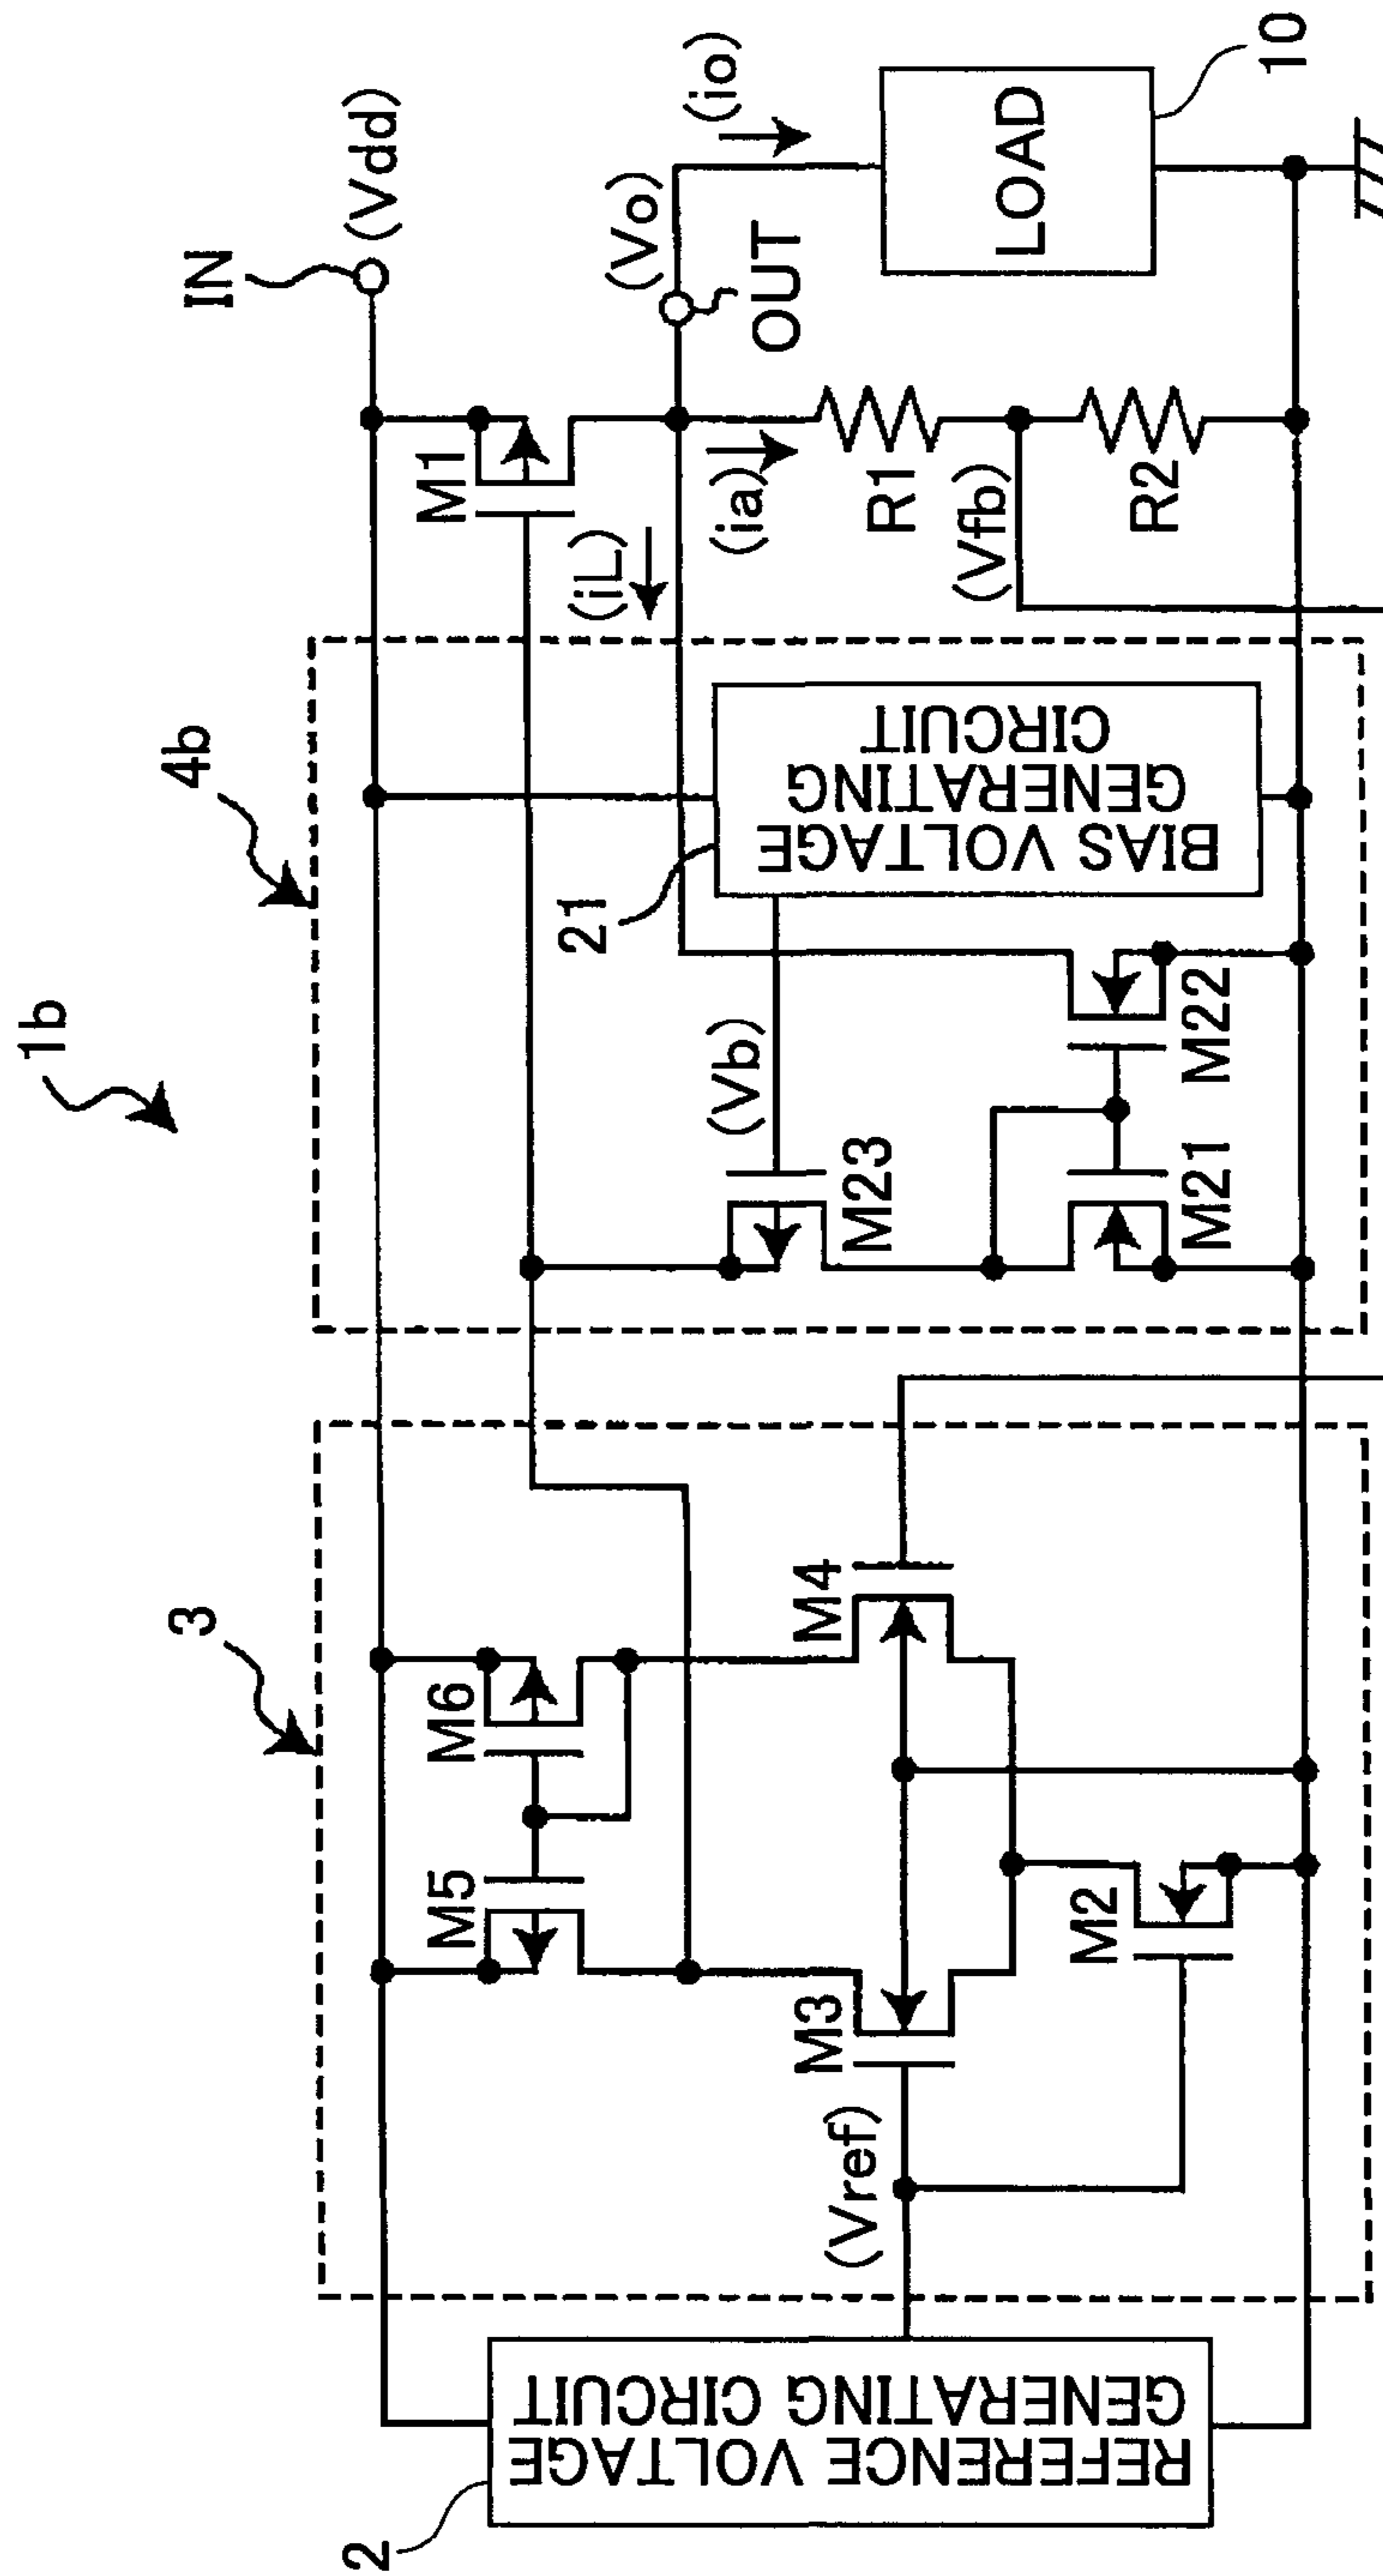 1b
3
4b
IN
(Vdd)
M5
M6
M1
(iL)
(Vo)
(io)
OUT
21
(Vb)
(ia)
M3
M4
M23
R1
LOAD
10
(Vref)
(Vfb)
2
REFERENCE VOLTAGE
GENERATING CIRCUIT
BIAS VOLTAGE
GENERATING
CIRCUIT
M2
M21
M22
R2